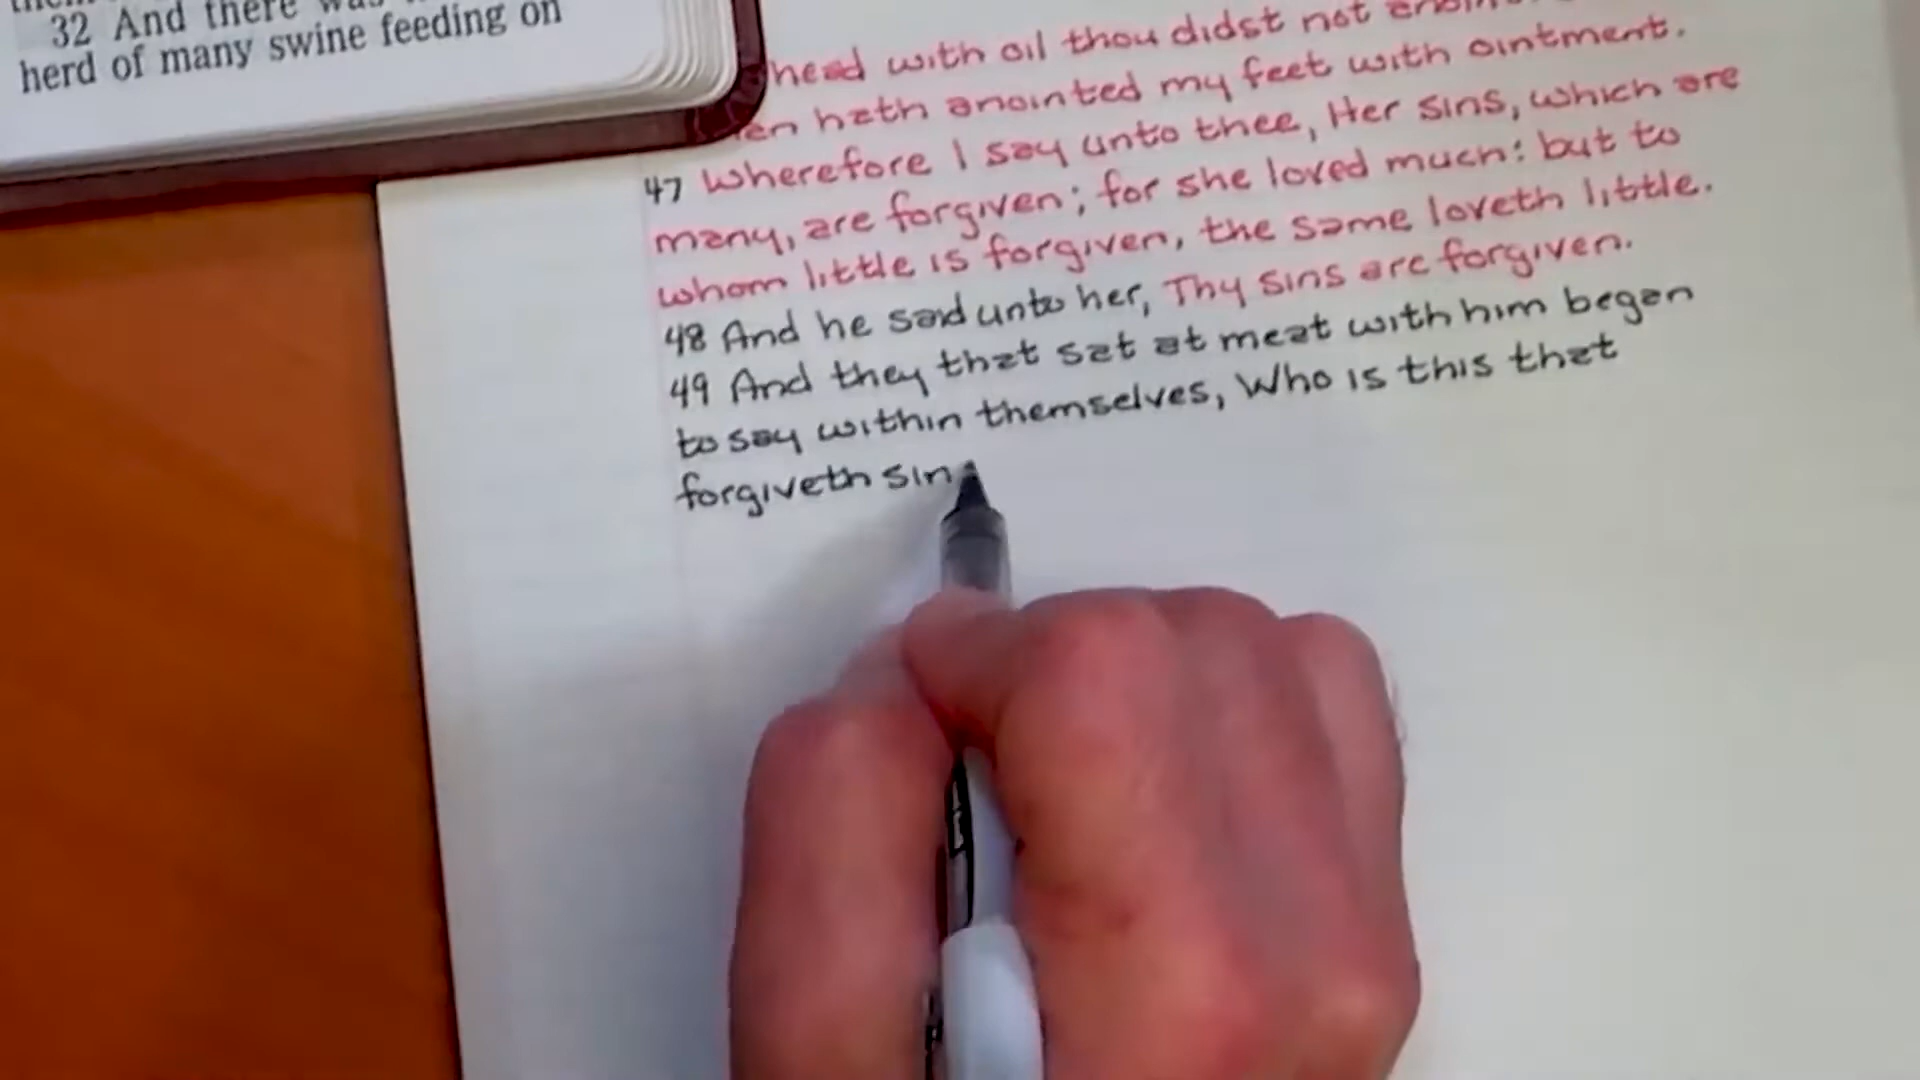 32 And there
herd of many swine feeding on
head with oil thou didst not
hath anointed my feet with ointment.
47 Wherefore I say unto thee, Her sins, which are
many, are forgiven; for she loved much: but to
whom little is forgiven, the same loveth little.
48 And he said unto her, Thy sins are forgiven.
49 And they that sat at meat with him began
to say within themselves, Who is this that
forgiveth sin